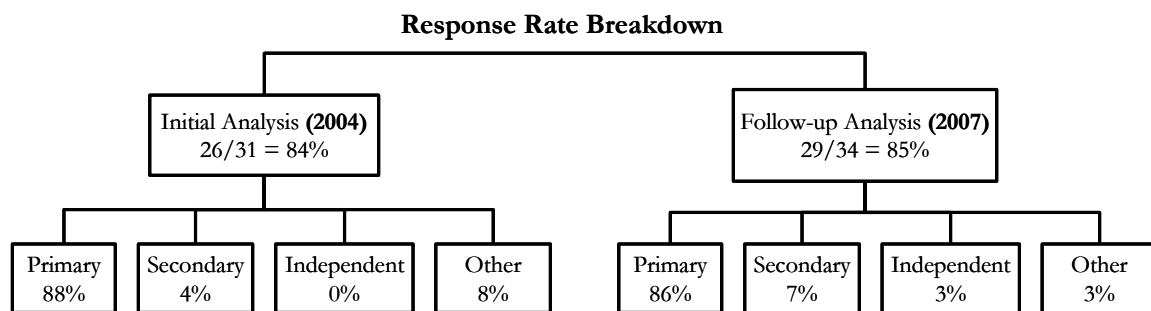 Response Rate Breakdown
Initial Analysis (2004)
26/31 = 84%
Follow-up Analysis (2007)
29/34 = 85%
Primary
88%
Secondary
4%
Independent
0%
Other
8%
Primary
86%
Secondary
7%
Independent
3%
Other
3%